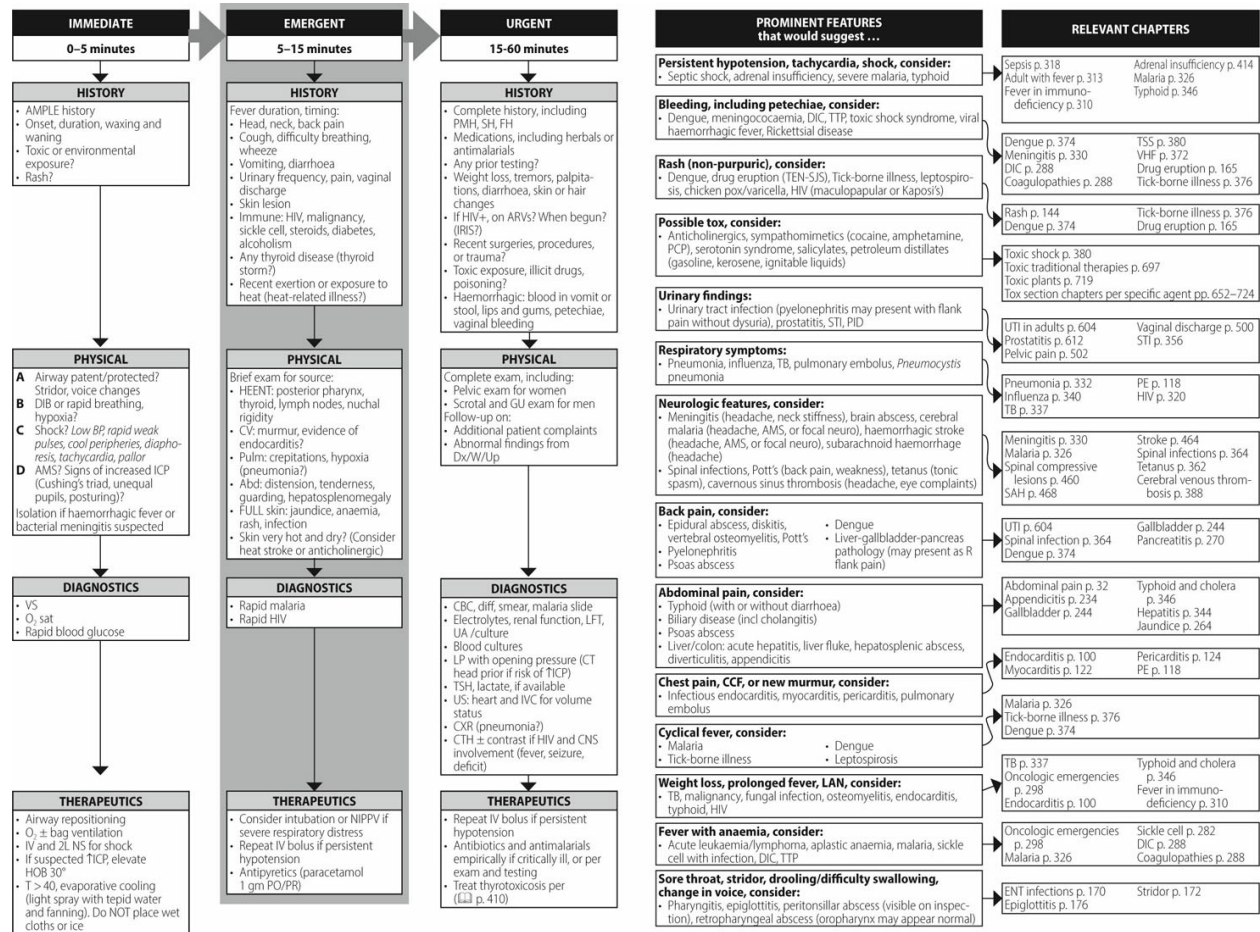 IMMEDIATE
0–5 minutes
HISTORY
• AMPLE history
• Onset, duration, waxing and
waning
• Toxic or environmental
exposure?
• Rash?
PHYSICAL
A Airway patent/protected?
Stridor, voice changes
B DIB or rapid breathing,
hypoxia?
C Shock? Low BP, rapid weak
pulses, cool peripheries, diapho-
resis, tachycardia, pallor
D AMS? Signs of increased ICP
(Cushing's triad, unequal
pupils, posturing)?
Isolation if haemorrhagic fever or
bacterial meningitis suspected
DIAGNOSTICS
• VS
• O₂ sat
• Rapid blood glucose
THERAPEUTICS
• Airway repositioning
• O₂ ± bag ventilation
• IV and 2L NS for shock
• If suspected ↑ICP, elevate
HOB 30°
• T > 40, evaporative cooling
(light spray with tepid water
and fanning). Do NOT place wet
cloths or ice
EMERGENT
5–15 minutes
HISTORY
Fever duration, timing:
• Head, neck, back pain
• Cough, difficulty breathing,
wheeze
• Vomiting, diarrhoea
• Urinary frequency, pain, vaginal
discharge
• Skin lesion
• Immune: HIV, malignancy,
sickle cell, steroids, diabetes,
alcoholism
• Any thyroid disease (thyroid
storm?)
• Recent exertion or exposure to
heat (heat-related illness?)
PHYSICAL
Brief exam for source:
• HEENT: posterior pharynx,
thyroid, lymph nodes, nuchal
rigidity
• CV: murmur, evidence of
endocarditis?
• Pulm: crepitations, hypoxia
(pneumonia?)
• Abd: distension, tenderness,
guarding, hepatosplenomegaly
• FULL skin: jaundice, anaemia,
rash, infection
• Skin very hot and dry? (Consider
heat stroke or anticholinergic)
DIAGNOSTICS
• Rapid malaria
• Rapid HIV
THERAPEUTICS
• Consider intubation or NIPPV if
severe respiratory distress
• Repeat IV bolus if persistent
hypotension
• Antipyretics (paracetamol
1 gm PO/PR)
URGENT
15-60 minutes
HISTORY
• Complete history, including
PMH, SH, FH
• Medications, including herbals or
antimalarials
• Any prior testing?
• Weight loss, tremors, palpita-
tions, diarrhoea, skin or hair
changes
• If HIV+, on ARVs? When begun?
(IRIS?)
• Recent surgeries, procedures,
or trauma?
• Toxic exposure, illicit drugs,
poisoning?
• Haemorrhagic: blood in vomit or
stool, lips and gums, petechiae,
vaginal bleeding
PHYSICAL
Complete exam, including:
• Pelvic exam for women
• Scrotal and GU exam for men
Follow-up on:
• Additional patient complaints
• Abnormal findings from
Dx/W/Up
DIAGNOSTICS
• CBC, diff, smear, malaria slide
• Electrolytes, renal function, LFT,
UA /culture
• Blood cultures
• LP with opening pressure (CT
head prior if risk of ↑ICP)
• TSH, lactate, if available
• US: heart and IVC for volume
status
• CXR (pneumonia?)
• CTH ± contrast if HIV and CNS
involvement (fever, seizure,
deficit)
THERAPEUTICS
• Repeat IV bolus if persistent
hypotension
• Antibiotics and antimalarials
empirically if critically ill, or per
exam and testing
• Treat thyrotoxicosis per
(p. 410)
PROMINENT FEATURES
that would suggest ...
Persistent hypotension, tachycardia, shock, consider:
• Septic shock, adrenal insufficiency, severe malaria, typhoid
Bleeding, including petechiae, consider:
• Dengue, meningococaemia, DIC, TTP, toxic shock syndrome, viral
haemorrhagic fever, Rickettsial disease
Rash (non-purpuric), consider:
• Dengue, drug eruption (TEN-SJS), Tick-borne illness, leptospiro-
sis, chicken pox/varicella, HIV (maculopapular or Kaposi's)
Possible tox, consider:
• Anticholinergics, sympathomimetics (cocaine, amphetamine,
PCP), serotonin syndrome, salicylates, petroleum distillates
(gasoline, kerosene, ignitable liquids)
Urinary findings:
• Urinary tract infection (pyelonephritis may present with flank
pain without dysuria), prostatitis, STI, PID
Respiratory symptoms:
• Pneumonia, influenza, TB, pulmonary embolus, Pneumocystis
pneumonia
Neurologic features, consider:
• Meningitis (headache, neck stiffness), brain abscess, cerebral
malaria (headache, AMS, or focal neuro), haemorrhagic stroke
(headache, AMS, or focal neuro), subarachnoid haemorrhage
(headache)
• Spinal infections, Pott's (back pain, weakness), tetanus (tonic
spasm), cavernous sinus thrombosis (headache, eye complaints)
Back pain, consider:
• Epidural abscess, diskitis,
vertebral osteomyelitis, Pott's
• Pyelonephritis
• Psoas abscess
• Dengue
• Liver-gallbladder-pancreas
pathology (may present as R
flank pain)
Abdominal pain, consider:
• Typhoid (with or without diarrhoea)
• Biliary disease (incl cholangitis)
• Psoas abscess
• Liver/colon: acute hepatitis, liver fluke, hepatosplenic abscess,
diverticulitis, appendicitis
Chest pain, CCF, or new murmur, consider:
• Infectious endocarditis, myocarditis, pericarditis, pulmonary
embolus
Cyclical fever, consider:
• Malaria
• Tick-borne illness
• Dengue
• Leptospirosis
Weight loss, prolonged fever, LAN, consider:
• TB, malignancy, fungal infection, osteomyelitis, endocarditis,
typhoid, HIV
Fever with anaemia, consider:
• Acute leukaemia/lymphoma, aplastic anaemia, malaria, sickle
cell with infection, DIC, TTP
Sore throat, stridor, drooling/difficulty swallowing,
change in voice, consider:
• Pharyngitis, epiglottitis, peritonsillar abscess (visible on inspec-
tion), retropharyngeal abscess (oropharynx may appear normal)
RELEVANT CHAPTERS
Sepsis p. 318
Adult with fever p. 313
Fever in immuno-
deficiency p. 310
Adrenal insufficiency p. 414
Malaria p. 326
Typhoid p. 346
Dengue p. 374
Meningitis p. 330
DIC p. 288
Coagulopathies p. 288
TSS p. 380
VHF p. 372
Drug eruption p. 165
Tick-borne illness p. 376
Rash p. 144
Dengue p. 374
Tick-borne illness p. 376
Drug eruption p. 165
Toxic shock p. 380
Toxic traditional therapies p. 697
Toxic plants p. 719
Tox section chapters per specific agent pp. 652–724
UTI in adults p. 604
Prostatitis p. 612
Pelvic pain p. 502
Vaginal discharge p. 500
STI p. 356
Pneumonia p. 332
Influenza p. 340
TB p. 337
PE p. 118
HIV p. 320
Meningitis p. 330
Malaria p. 326
Spinal compressive
lesions p. 460
SAH p. 468
Stroke p. 464
Spinal infections p. 364
Tetanus p. 362
Cerebral venous throm-
bosis p. 388
UTI p. 604
Spinal infection p. 364
Dengue p. 374
Gallbladder p. 244
Pancreatitis p. 270
Abdominal pain p. 32
Appendicitis p. 234
Gallbladder p. 244
Typhoid and cholera
p. 346
Hepatitis p. 344
Jaundice p. 264
Endocarditis p. 100
Myocarditis p. 122
Pericarditis p. 124
PE p. 118
Malaria p. 326
Tick-borne illness p. 376
Dengue p. 374
TB p. 337
Oncologic emergencies
p. 298
Endocarditis p. 100
Typhoid and cholera
p. 346
Fever in immuno-
deficiency p. 310
Oncologic emergencies
p. 298
Malaria p. 326
Sickle cell p. 282
DIC p. 288
Coagulopathies p. 288
ENT infections p. 170
Epiglottitis p. 176
Stridor p. 172